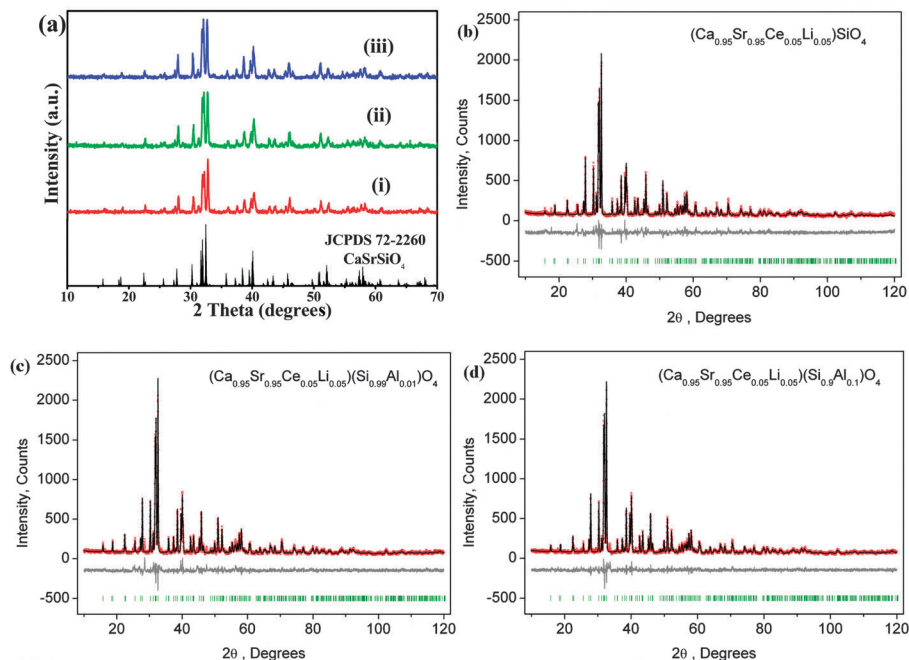 (a)
(iii)
(ii)
(i)
JCPDS 72-2260
CaSrSiO₄
Intensity (a.u.)
10 20 30 40 50 60 70
2 Theta (degrees)
(b)
(Ca₀.₉₅Sr₀.₉₅Ce₀.₀₅Li₀.₀₅)SiO₄
Intensity, Counts
2500
2000
1500
1000
500
0
-500
20 40 60 80 100 120
2θ , Degrees
(c)
(Ca₀.₉₅Sr₀.₉₅Ce₀.₀₅Li₀.₀₅)(Si₀.₉₉Al₀.₀₁)O₄
Intensity, Counts
2500
2000
1500
1000
500
0
-500
20 40 60 80 100 120
2θ , Degrees
(d)
(Ca₀.₉₅Sr₀.₉₅Ce₀.₀₅Li₀.₀₅)(Si₀.₉Al₀.₁)O₄
Intensity, Counts
2500
2000
1500
1000
500
0
-500
20 40 60 80 100 120
2θ , Degrees